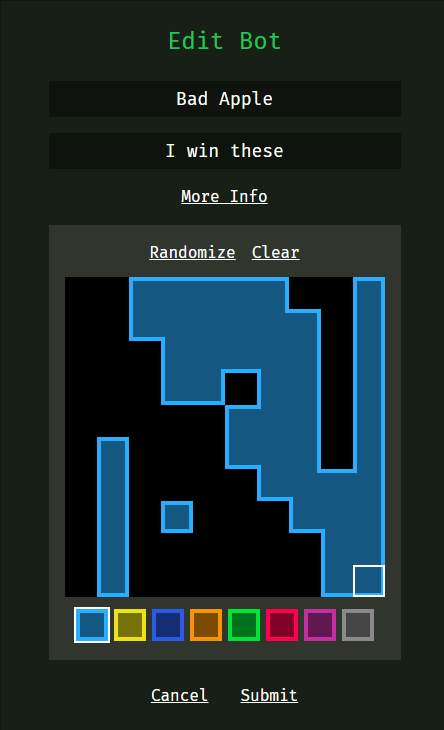 Edit Bot
Bad Apple
I win these
More Info
Randomize Clear
Cancel Submit